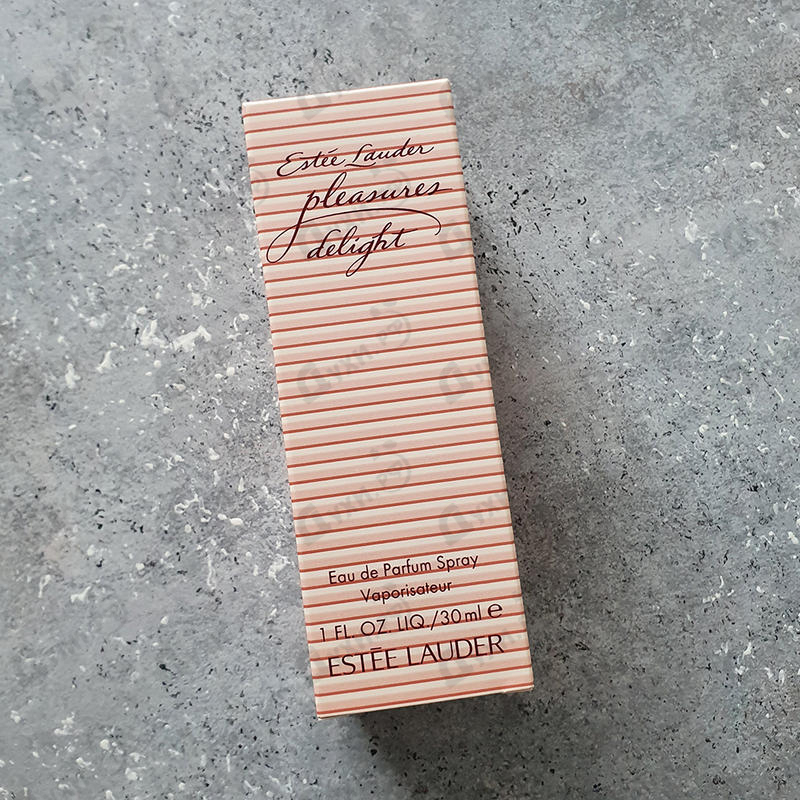 Estée Lauder
pleasures
delight
Eau de Parfum Spray
Vaporisateur
1 FL. OZ. LIQ./30 ml e
ESTĒE LAUDER